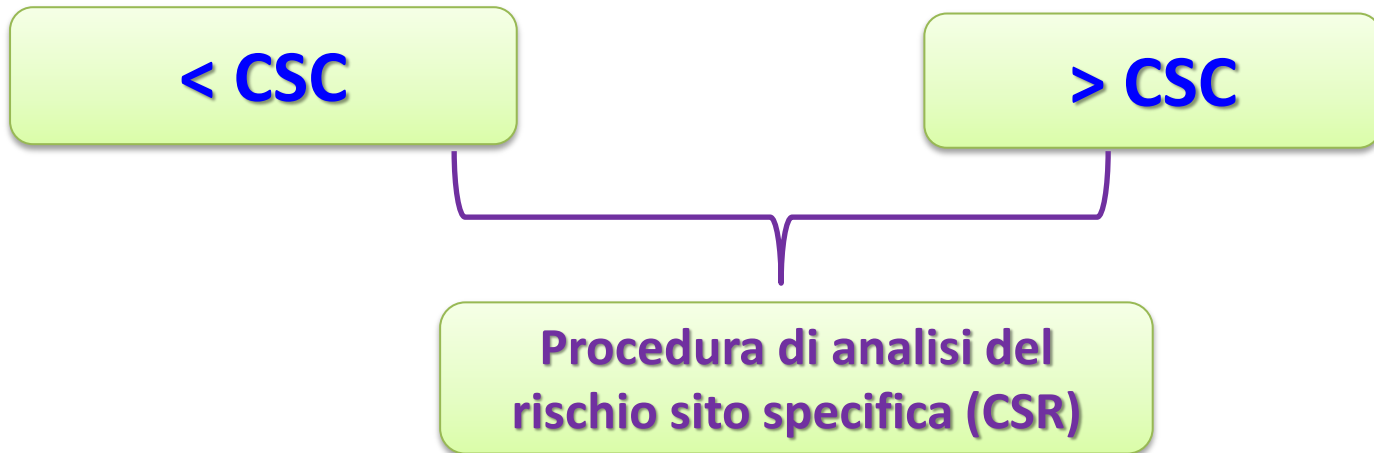 < CSC
> CSC
Procedura di analisi del
rischio sito specifica (CSR)